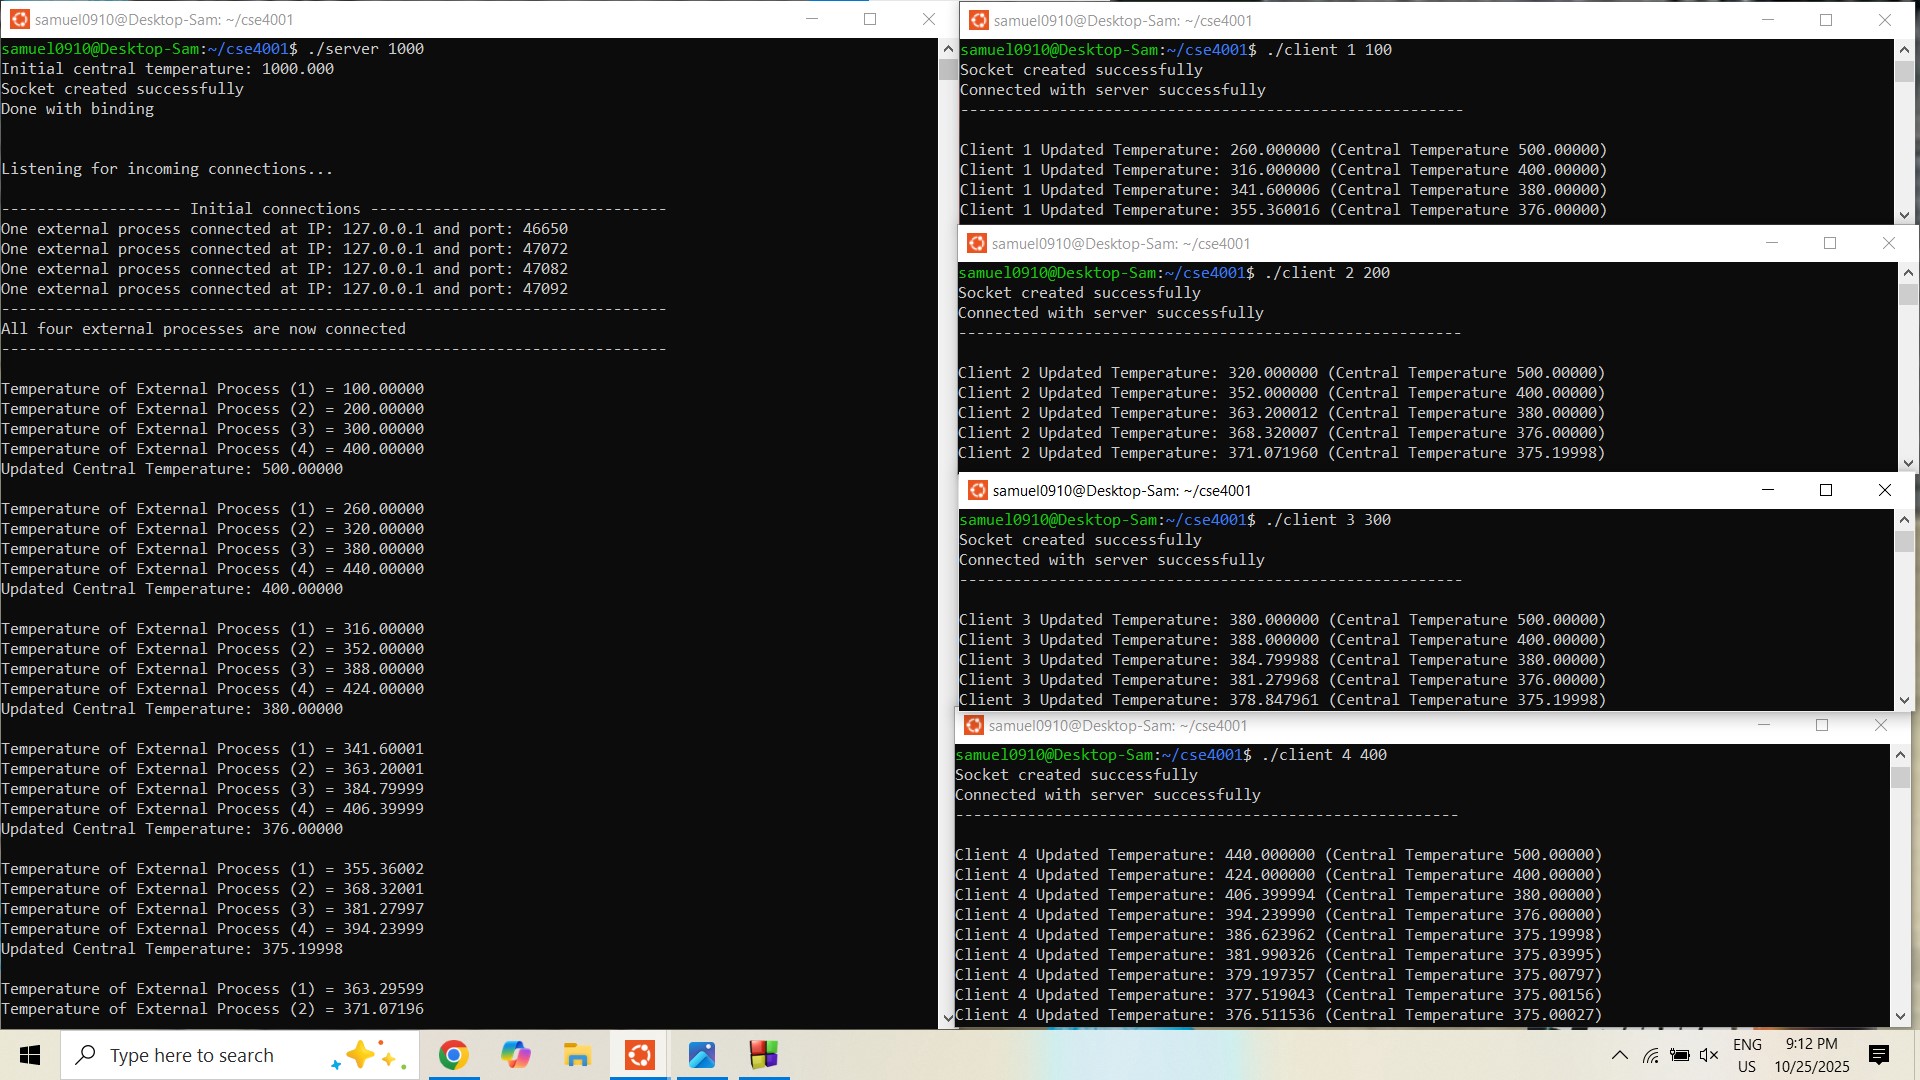 samuel0910@Desktop-Sam: ~/cse4001
samuel0910@Desktop-Sam:~/cse4001$ ./server 1000
Initial central temperature: 1000.000
Socket created successfully
Done with binding
Listening for incoming connections...
-------------------- Initial connections ---------------------------------
One external process connected at IP: 127.0.0.1 and port: 46650
One external process connected at IP: 127.0.0.1 and port: 47072
One external process connected at IP: 127.0.0.1 and port: 47082
One external process connected at IP: 127.0.0.1 and port: 47092
--------------------------------------------------------------------------
All four external processes are now connected
--------------------------------------------------------------------------
Temperature of External Process (1) = 100.00000
Temperature of External Process (2) = 200.00000
Temperature of External Process (3) = 300.00000
Temperature of External Process (4) = 400.00000
Updated Central Temperature: 500.00000
Temperature of External Process (1) = 260.00000
Temperature of External Process (2) = 320.00000
Temperature of External Process (3) = 380.00000
Temperature of External Process (4) = 440.00000
Updated Central Temperature: 400.00000
Temperature of External Process (1) = 316.00000
Temperature of External Process (2) = 352.00000
Temperature of External Process (3) = 388.00000
Temperature of External Process (4) = 424.00000
Updated Central Temperature: 380.00000
Temperature of External Process (1) = 341.60001
Temperature of External Process (2) = 363.20001
Temperature of External Process (3) = 384.79999
Temperature of External Process (4) = 406.39999
Updated Central Temperature: 376.00000
Temperature of External Process (1) = 355.36002
Temperature of External Process (2) = 368.32001
Temperature of External Process (3) = 381.27997
Temperature of External Process (4) = 394.23999
Updated Central Temperature: 375.19998
Temperature of External Process (1) = 363.29599
Temperature of External Process (2) = 371.07196
samuel0910@Desktop-Sam: ~/cse4001
samuel0910@Desktop-Sam:~/cse4001$ ./client 1 100
Socket created successfully
Connected with server successfully
--------------------------------------------------------
Client 1 Updated Temperature: 260.000000 (Central Temperature 500.00000)
Client 1 Updated Temperature: 316.000000 (Central Temperature 400.00000)
Client 1 Updated Temperature: 341.600006 (Central Temperature 380.00000)
Client 1 Updated Temperature: 355.360016 (Central Temperature 376.00000)
samuel0910@Desktop-Sam: ~/cse4001
samuel0910@Desktop-Sam:~/cse4001$ ./client 2 200
Socket created successfully
Connected with server successfully
--------------------------------------------------------
Client 2 Updated Temperature: 320.000000 (Central Temperature 500.00000)
Client 2 Updated Temperature: 352.000000 (Central Temperature 400.00000)
Client 2 Updated Temperature: 363.200012 (Central Temperature 380.00000)
Client 2 Updated Temperature: 368.320007 (Central Temperature 376.00000)
Client 2 Updated Temperature: 371.071960 (Central Temperature 375.19998)
samuel0910@Desktop-Sam: ~/cse4001
samuel0910@Desktop-Sam:~/cse4001$ ./client 3 300
Socket created successfully
Connected with server successfully
--------------------------------------------------------
Client 3 Updated Temperature: 380.000000 (Central Temperature 500.00000)
Client 3 Updated Temperature: 388.000000 (Central Temperature 400.00000)
Client 3 Updated Temperature: 384.799988 (Central Temperature 380.00000)
Client 3 Updated Temperature: 381.279968 (Central Temperature 376.00000)
Client 3 Updated Temperature: 378.847961 (Central Temperature 375.19998)
samuel0910@Desktop-Sam: ~/cse4001
samuel0910@Desktop-Sam:~/cse4001$ ./client 4 400
Socket created successfully
Connected with server successfully
--------------------------------------------------------
Client 4 Updated Temperature: 440.000000 (Central Temperature 500.00000)
Client 4 Updated Temperature: 424.000000 (Central Temperature 400.00000)
Client 4 Updated Temperature: 406.399994 (Central Temperature 380.00000)
Client 4 Updated Temperature: 394.239990 (Central Temperature 376.00000)
Client 4 Updated Temperature: 386.623962 (Central Temperature 375.19998)
Client 4 Updated Temperature: 381.990326 (Central Temperature 375.03995)
Client 4 Updated Temperature: 379.197357 (Central Temperature 375.00797)
Client 4 Updated Temperature: 377.519043 (Central Temperature 375.00156)
Client 4 Updated Temperature: 376.511536 (Central Temperature 375.00027)
Type here to search
ENG
US
9:12 PM
10/25/2025